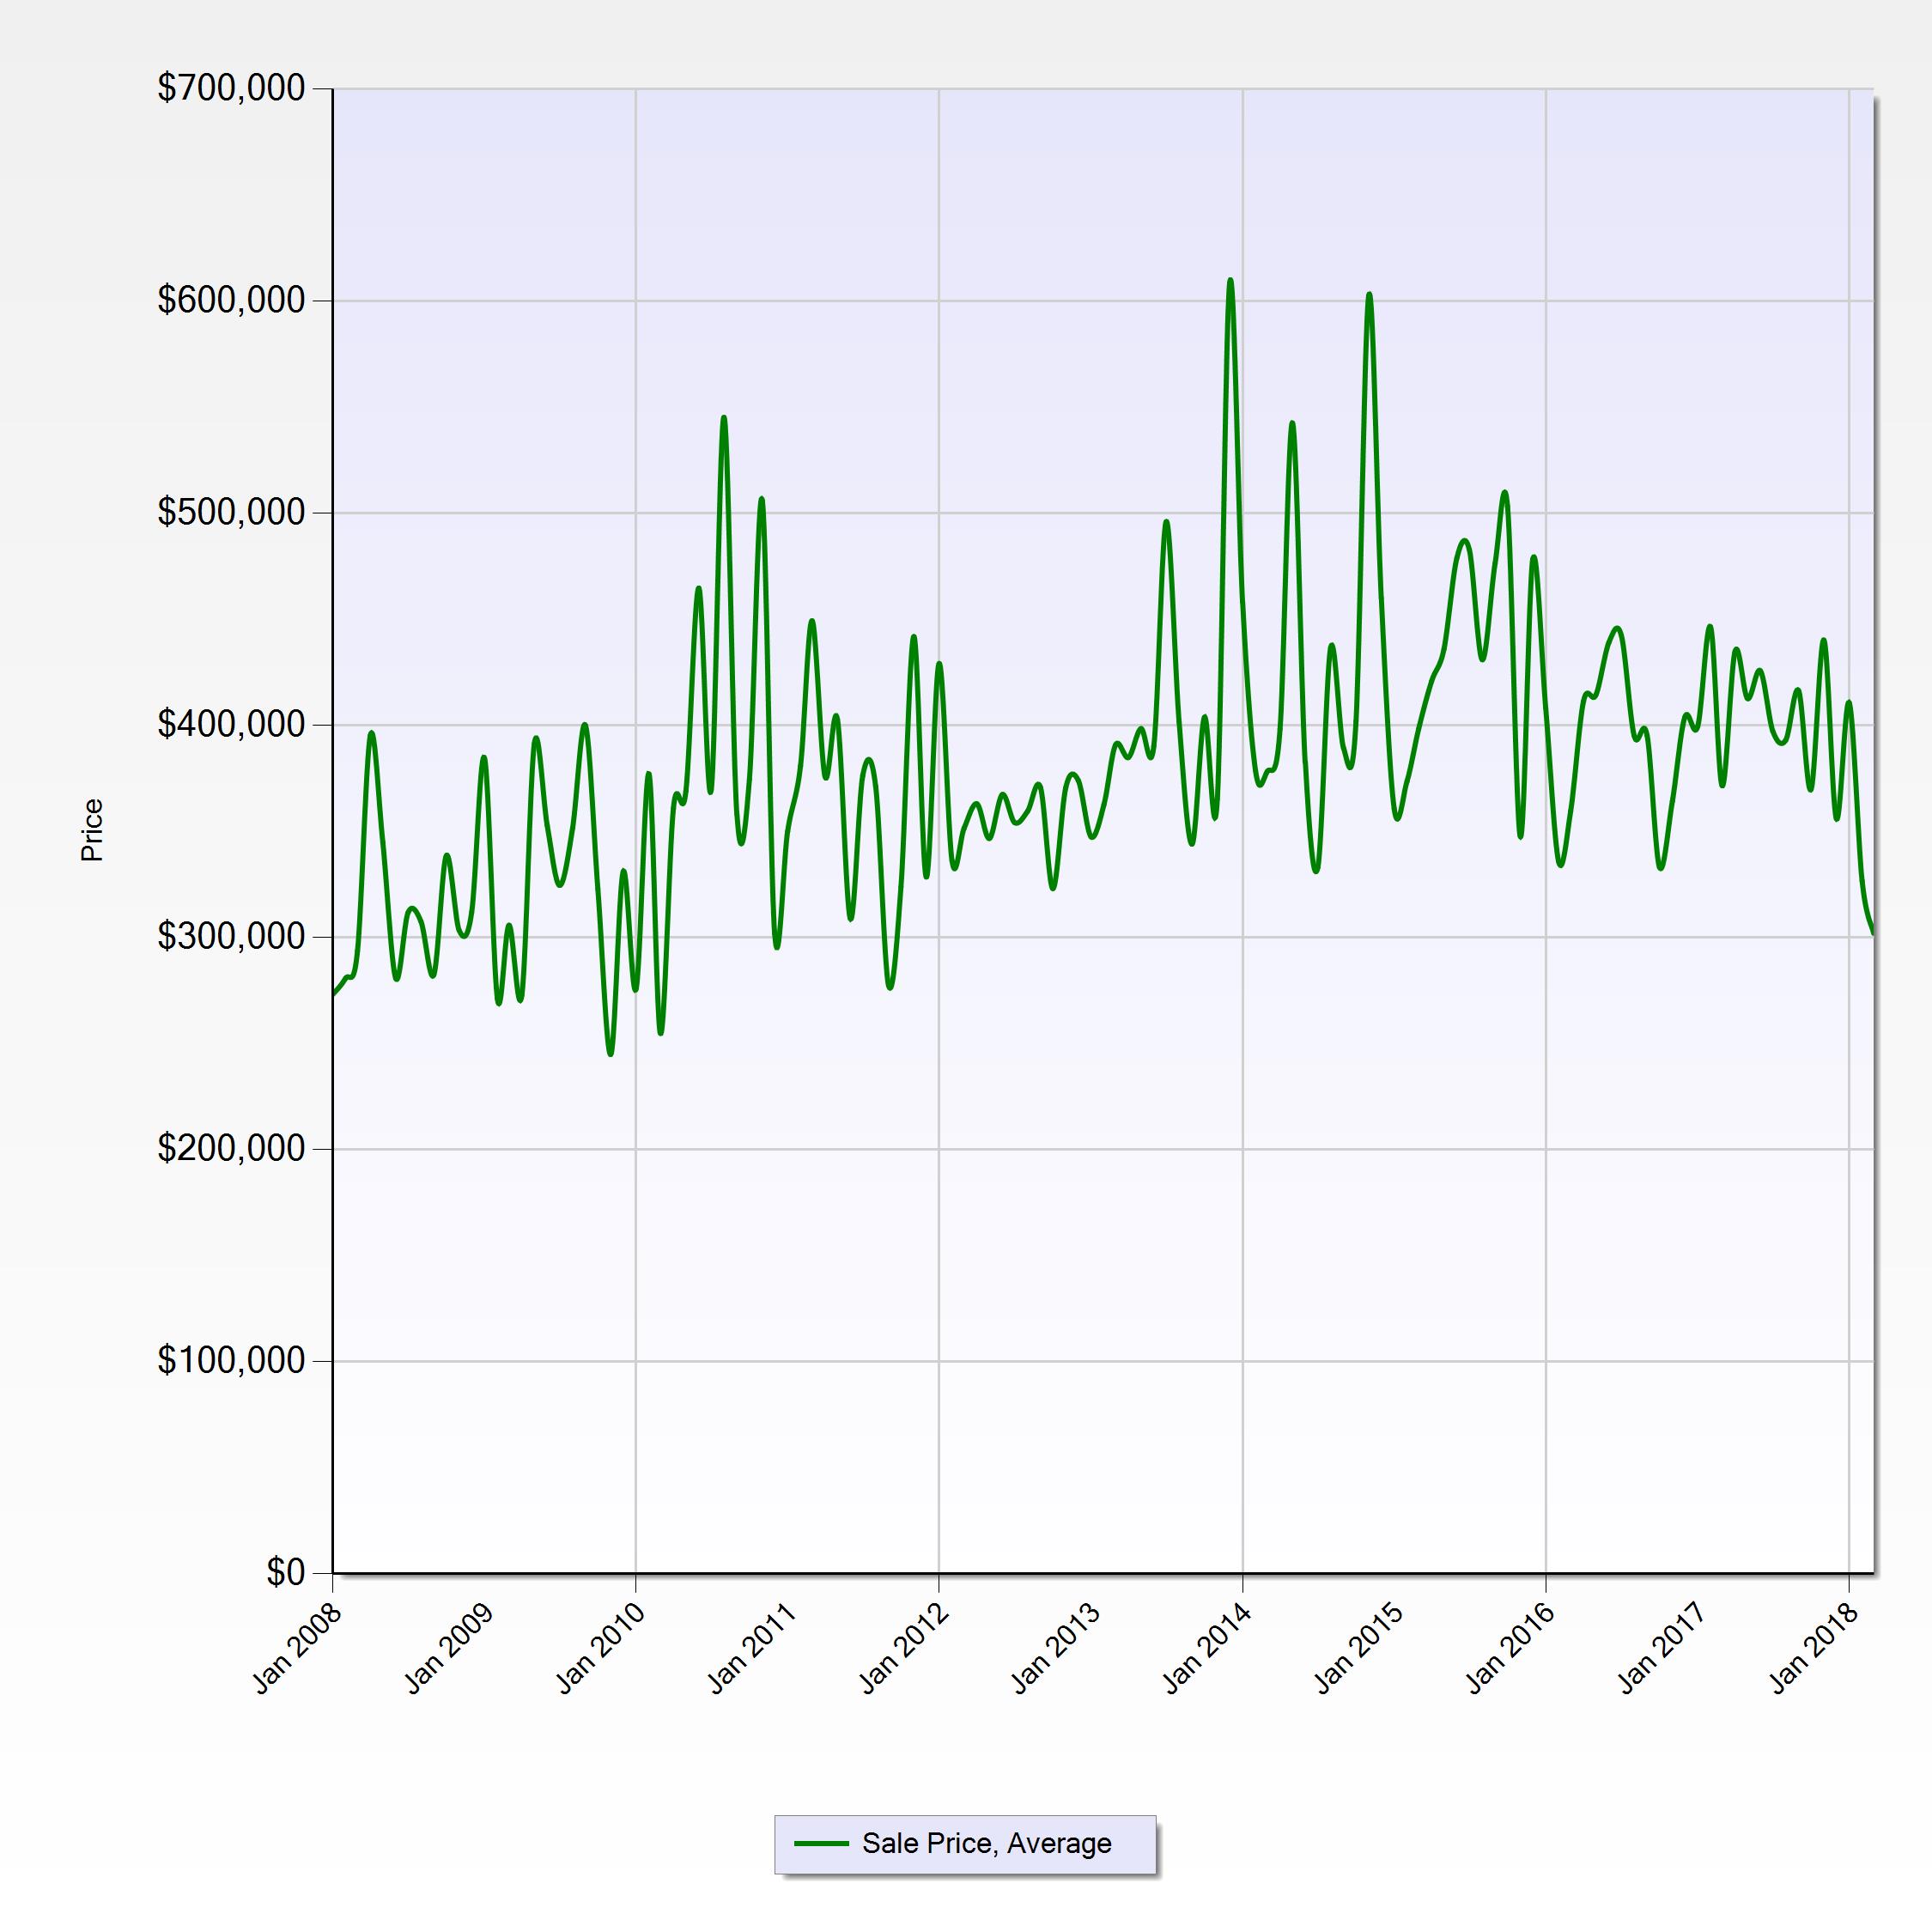 $700,000
$600,000
$500,000
$400,000
$300,000
$200,000
$100,000
$0
Price
Jan 2008
Jan 2009
Jan 2010
Jan 2011
Jan 2012
Jan 2013
Jan 2014
Jan 2015
Jan 2016
Jan 2017
Jan 2018
Sale Price, Average